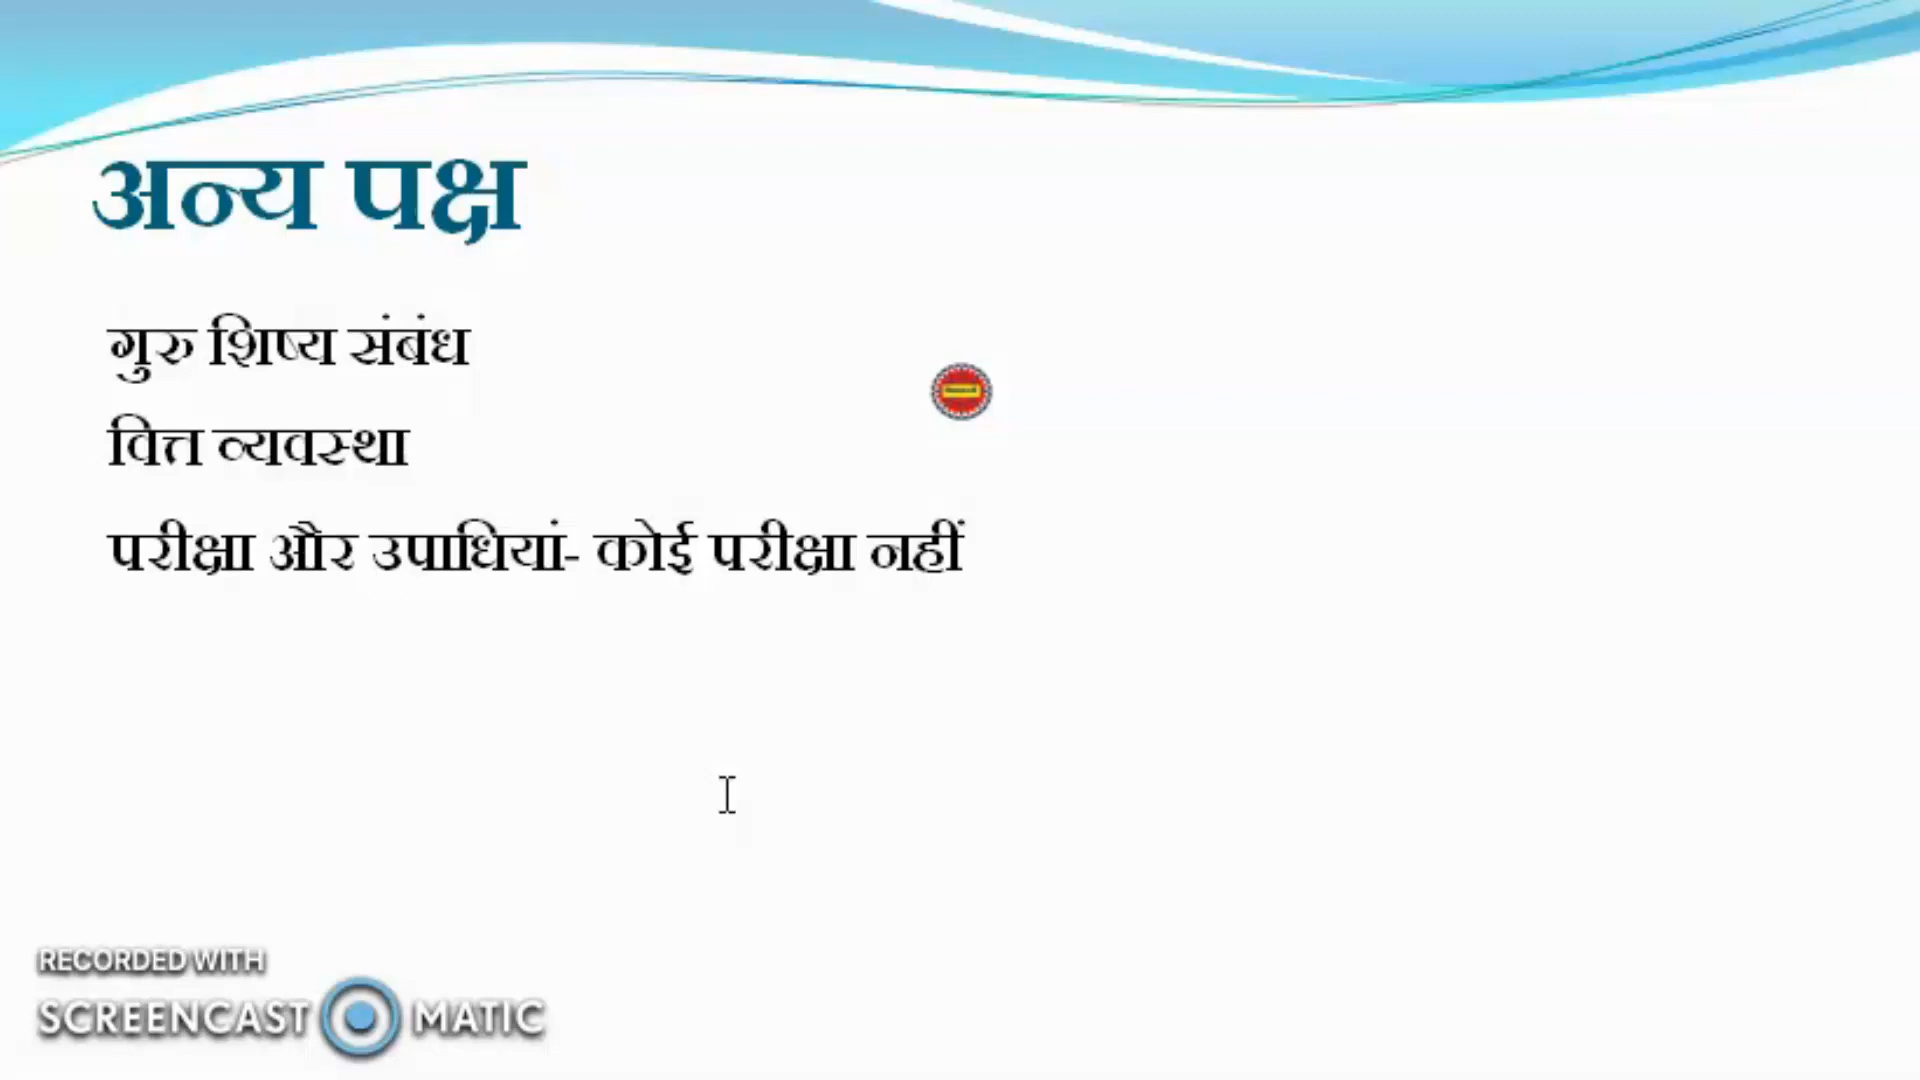 अन्य पक्ष
गुरु शिष्य संबंध
वित्त व्यवस्था
परीक्षा और उपाधियां- कोई परीक्षा नहीं
RECORDED WITH
SCREENCAST MATIC